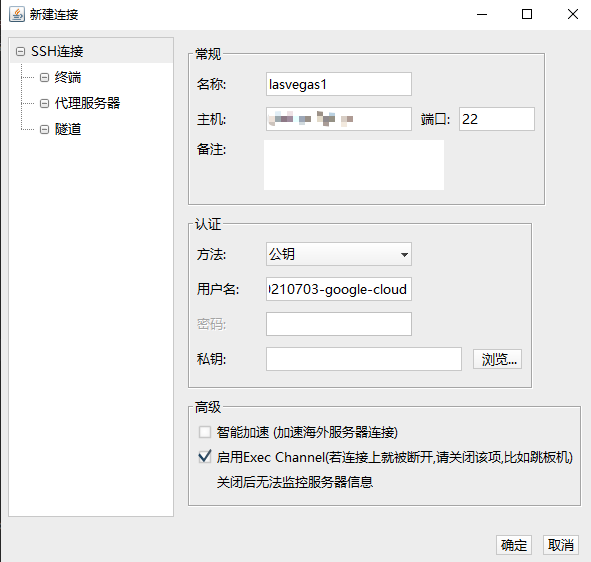 新建连接
SSH连接
终端
代理服务器
隧道
常规
名称: lasvegas1
主机: 端口: 22
备注:
认证
方法: 公钥
用户名: 0210703-google-cloud
密码:
私钥: 浏览...
高级
智能加速 (加速海外服务器连接)
启用Exec Channel(若连接上就被断开,请关闭该项,比如跳板机)
关闭后无法监控服务器信息
确定 取消